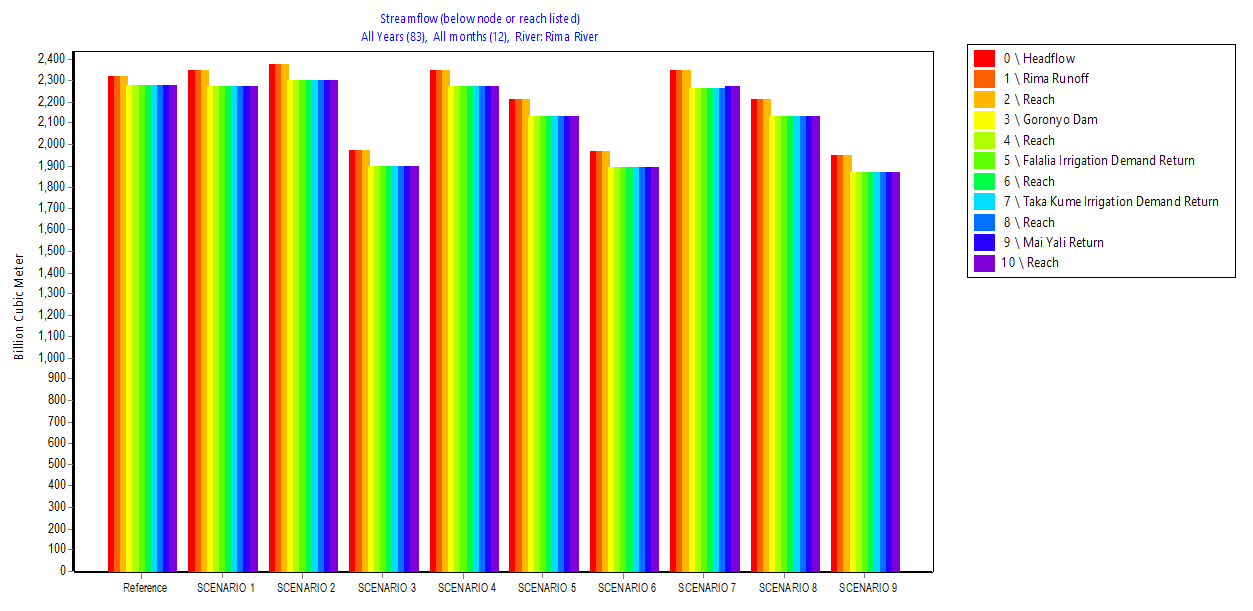 Streamflow (below node or reach listed)
All Years (83), All months (12), River: Rima River
Billion Cubic Meter
2,400
2,300
2,200
2,100
2,000
1,900
1,800
1,700
1,600
1,500
1,400
1,300
1,200
1,100
1,000
900
800
700
600
500
400
300
200
100
0
Reference
SCENARIO 1
SCENARIO 2
SCENARIO 3
SCENARIO 4
SCENARIO 5
SCENARIO 6
SCENARIO 7
SCENARIO 8
SCENARIO 9
0 \ Headflow
1 \ Rima Runoff
2 \ Reach
3 \ Goronyo Dam
4 \ Reach
5 \ Falalia Irrigation Demand Return
6 \ Reach
7 \ Taka Kume Irrigation Demand Return
8 \ Reach
9 \ Mai Yali Return
10 \ Reach